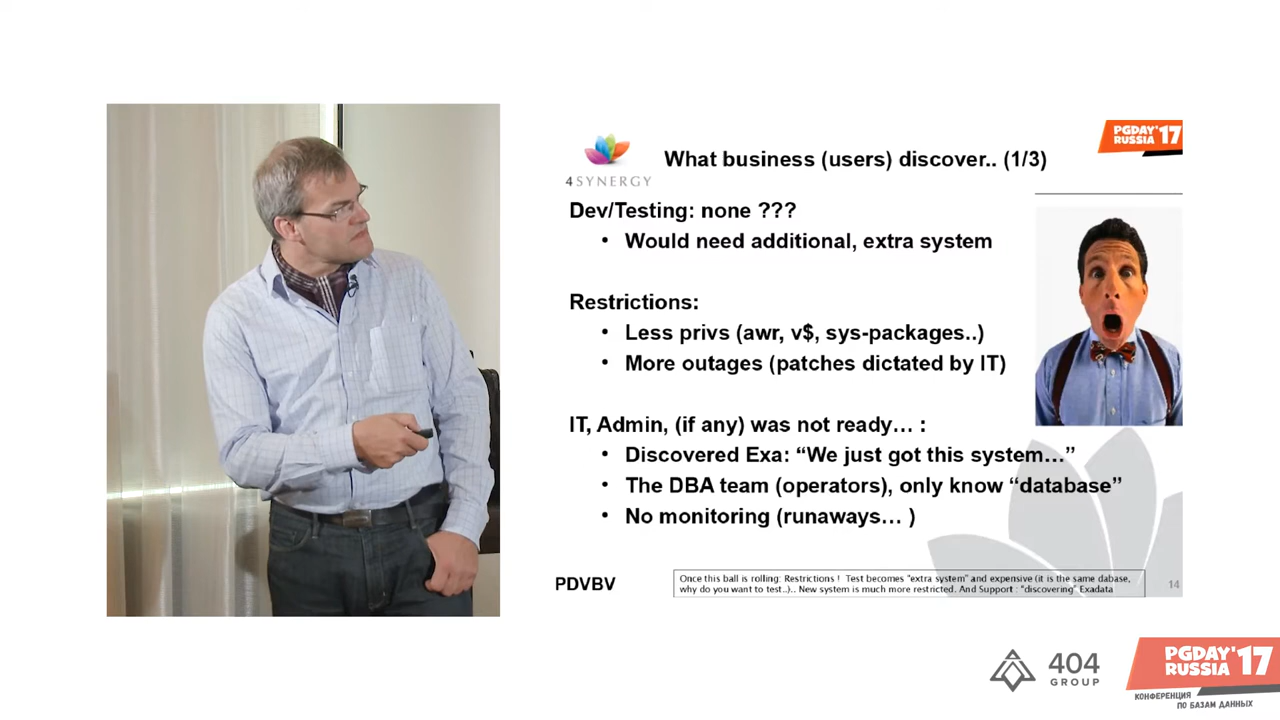 PGDAY'17
RUSSIA
4SYNERGY
What business (users) discover.. (1/3)
Dev/Testing: none ???
• Would need additional, extra system
Restrictions:
• Less privs (awr, v$, sys-packages..)
• More outages (patches dictated by IT)
IT, Admin, (if any) was not ready… :
• Discovered Exa: “We just got this system…”
• The DBA team (operators), only know “database”
• No monitoring (runaways… )
PDVBV
Once this ball is rolling: Restrictions ! Test becomes "extra system" and expensive (it is the same dabase,
why do you want to test..).. New system is much more restricted. And Support : "discovering" Exadata
14
404
GROUP
PGDAY'17
RUSSIA
КОНФЕРЕНЦИЯ
ПО БАЗАМ ДАННЫХ